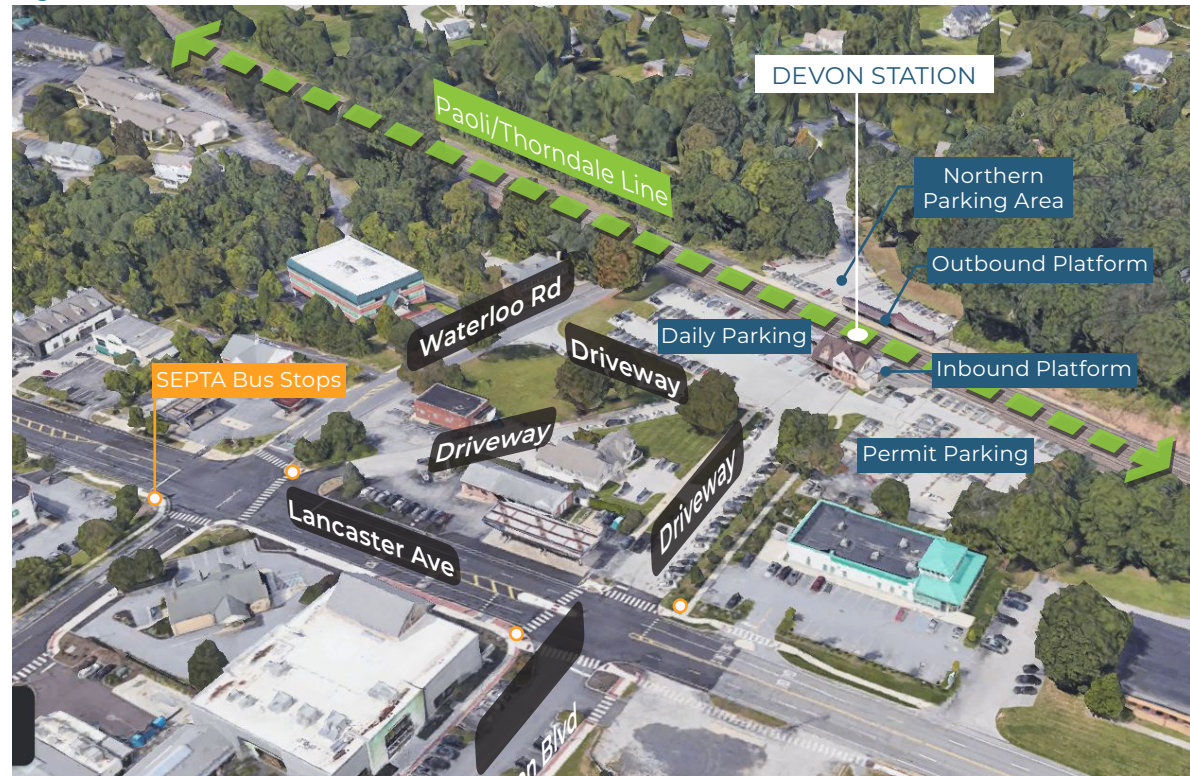 DEVON STATION
Paoli/Thorndale Line
Northern
Parking Area
Outbound Platform
Waterloo Rd
Daily Parking
Driveway
Inbound Platform
SEPTA Bus Stops
Driveway
Permit Parking
Driveway
Lancaster Ave
Blvd